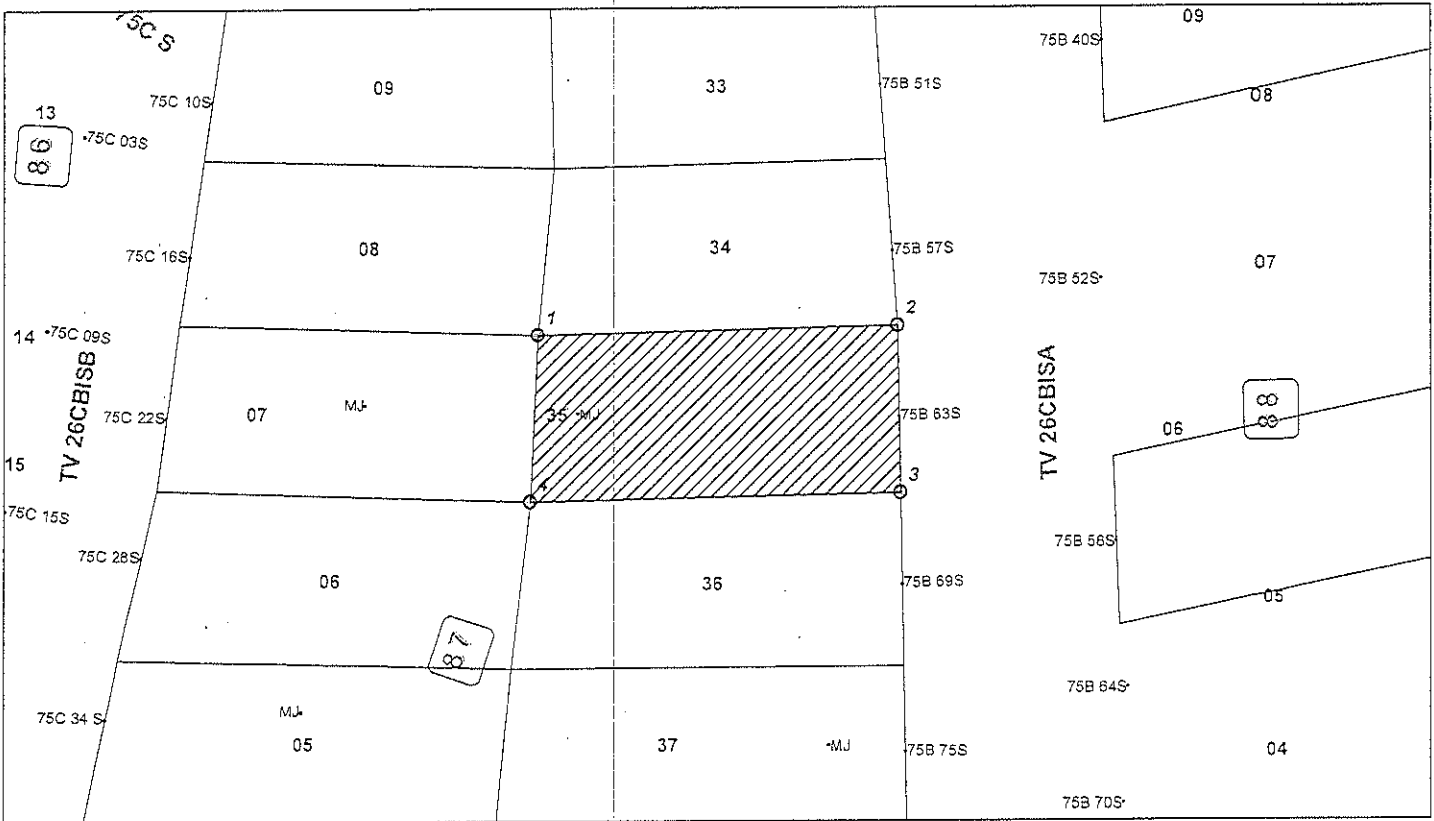 75C S
09
33
09
75B 40S
75C 10S
75B 51S
08
13
75C 03S
86
08
34
75B 57S
75C 16S
07
75B 52S
1
2
14
75C 09S
TV 26CBISB
TV 26CBISA
88
75C 22S
07
MJ
35
MJ
75B 63S
06
15
4
3
75C 15S
75C 28S
75B 56S
06
36
75B 69S
05
87
75B 64S
75C 34 S
MJ
05
37
MJ
75B 75S
04
75B 70S